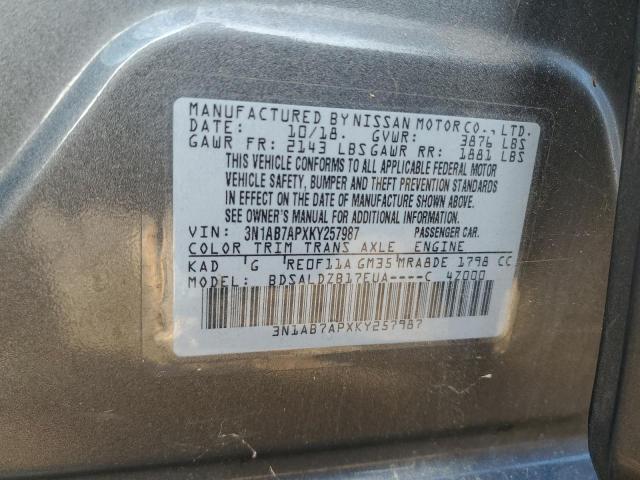 MANUFACTURED BY NISSAN MOTOR CO., LTD.
DATE: 10/18. GVWR: 3876 LBS
GAWR FR: 2143 LBS GAWR RR: 1881 LBS
THIS VEHICLE CONFORMS TO ALL APPLICABLE FEDERAL MOTOR
VEHICLE SAFETY, BUMPER AND THEFT PREVENTION STANDARDS
IN EFFECT ON THE DATE OF MANUFACTURE SHOWN ABOVE.
SEE OWNER'S MANUAL FOR ADDITIONAL INFORMATION.
VIN: 3N1AB7APXKY257987 PASSENGER CAR.
COLOR TRIM TRANS AXLE ENGINE
KAD G RE0F11A GM35 MRA8DE 1798 CC
MODEL: BDSALDZB17EUA----C 4Z000
3N1AB7APXKY257987